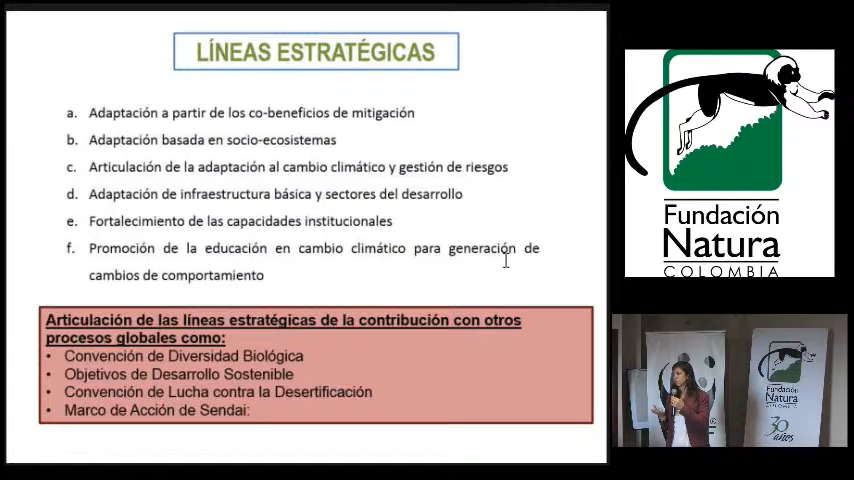 LÍNEAS ESTRATÉGICAS
a. Adaptación a partir de los co-beneficios de mitigación
b. Adaptación basada en socio-ecosistemas
c. Articulación de la adaptación al cambio climático y gestión de riesgos
d. Adaptación de infraestructura básica y sectores del desarrollo
e. Fortalecimiento de las capacidades institucionales
f. Promoción de la educación en cambio climático para generación de
cambios de comportamiento
Articulación de las líneas estratégicas de la contribución con otros
procesos globales como:
• Convención de Diversidad Biológica
• Objetivos de Desarrollo Sostenible
• Convención de Lucha contra la Desertificación
• Marco de Acción de Sendai:
Fundación
Natura
COLOMBIA
Fundación
Natura
COLOMBIA
30
años